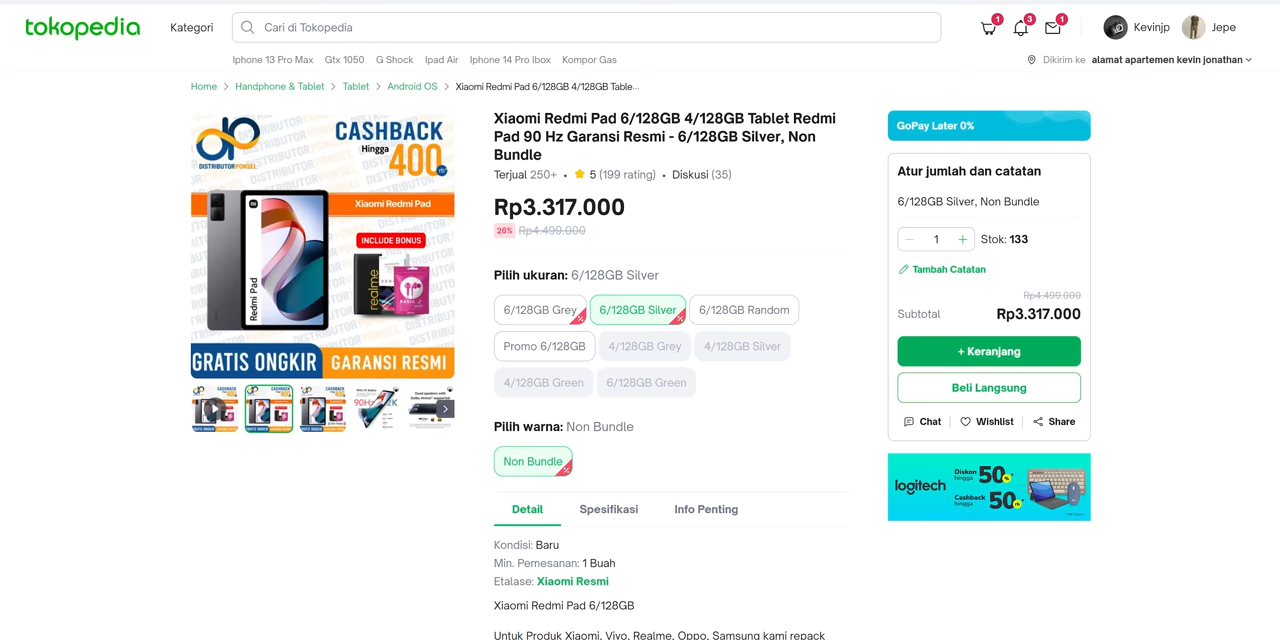 tokopedia
Kategori
Cari di Tokopedia
1
3
1
Kevinjp
Jepe
Iphone 13 Pro Max Gtx 1050 G Shock Ipad Air Iphone 14 Pro Ibox Kompor Gas
Dikirim ke alamat apartemen kevin jonathan
Home > Handphone & Tablet > Tablet > Android OS > Xiaomi Redmi Pad 6/128GB 4/128GB Table...
DISTRIBUTORPONSEL
CASHBACK
Hingga
400
rb
Xiaomi Redmi Pad
INCLUDE BONUS
Redmi Pad
realme
GRATIS ONGKIR
GARANSI RESMI
Xiaomi Redmi Pad 6/128GB 4/128GB Tablet Redmi
Pad 90 Hz Garansi Resmi - 6/128GB Silver, Non
Bundle
Terjual 250+ • 5 (199 rating) • Diskusi (35)
Rp3.317.000
26% Rp4.499.000
Pilih ukuran: 6/128GB Silver
6/128GB Grey
6/128GB Silver
6/128GB Random
Promo 6/128GB
4/128GB Grey
4/128GB Silver
4/128GB Green
6/128GB Green
Pilih warna: Non Bundle
Non Bundle
Detail
Spesifikasi
Info Penting
Kondisi: Baru
Min. Pemesanan: 1 Buah
Etalase: Xiaomi Resmi
Xiaomi Redmi Pad 6/128GB
Untuk Produk Xiaomi, Vivo, Realme, Oppo, Samsung kami repack
GoPay Later 0%
Atur jumlah dan catatan
6/128GB Silver, Non Bundle
1
Stok: 133
Tambah Catatan
Rp4.499.000
Subtotal Rp3.317.000
+ Keranjang
Beli Langsung
Chat
Wishlist
Share
logitech
Diskon
hingga
50%
Cashback
hingga
50rb